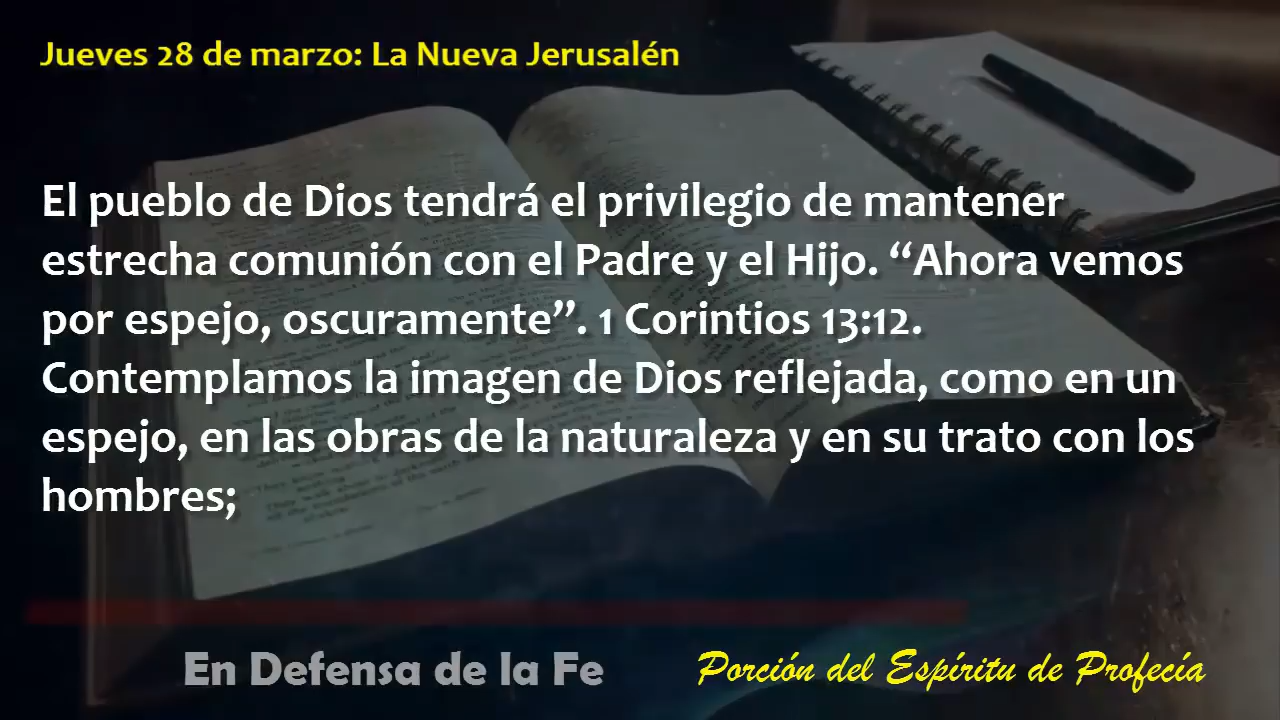 Jueves 28 de marzo: La Nueva Jerusalén
El pueblo de Dios tendrá el privilegio de mantener
estrecha comunión con el Padre y el Hijo. “Ahora vemos
por espejo, oscuramente”. 1 Corintios 13:12.
Contemplamos la imagen de Dios reflejada, como en un
espejo, en las obras de la naturaleza y en su trato con los
hombres;
En Defensa de la Fe
Porción del Espíritu de Profecía